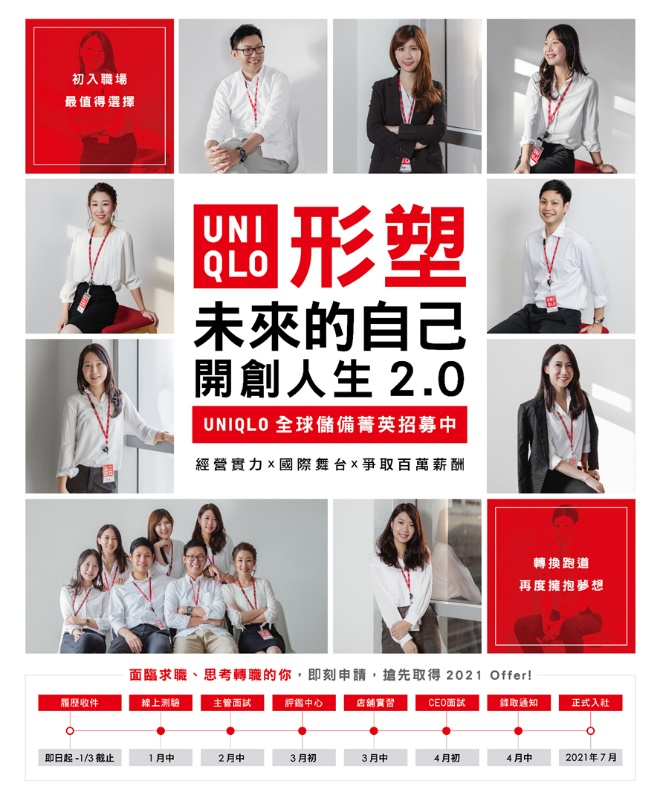 初入職場
最值得選擇
UNI
QLO
形塑
未來的自己
開創人生 2.0
UNIQLO 全球儲備菁英招募中
經營實力x國際舞台x爭取百萬薪酬
轉換跑道
再度擁抱夢想
面臨求職、思考轉職的你，即刻申請，搶先取得 2021 Offer!
履歷收件 線上測驗 主管面試 評鑑中心 店舖實習 CEO面試 錄取通知 正式入社
即日起 -1/3 截止 1 月中 2 月中 3 月初 3 月中 4 月初 4 月中 2021年 7 月